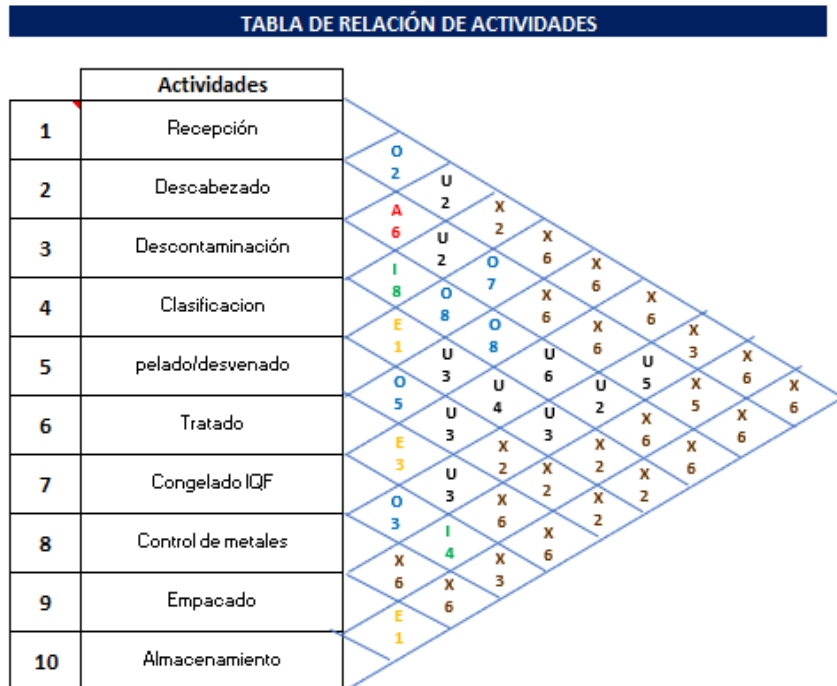 TABLA DE RELACIÓN DE ACTIVIDADES
Actividades
1 Recepción
2 Descabezado
3 Descontaminación
4 Clasificacion
5 pelado/desvenado
6 Tratado
7 Congelado IQF
8 Control de metales
9 Empacado
10 Almacenamiento
O
2
A
6
I
8
E
1
O
5
E
3
O
3
X
6
E
1
U
2
U
2
O
8
U
3
U
3
U
3
I
4
X
6
X
2
O
7
O
8
U
4
X
2
X
6
X
3
X
6
X
6
U
6
U
3
X
2
X
6
X
6
X
6
U
2
X
2
X
2
X
6
U
5
X
6
X
2
X
3
X
5
X
6
X
6
X
6
X
6